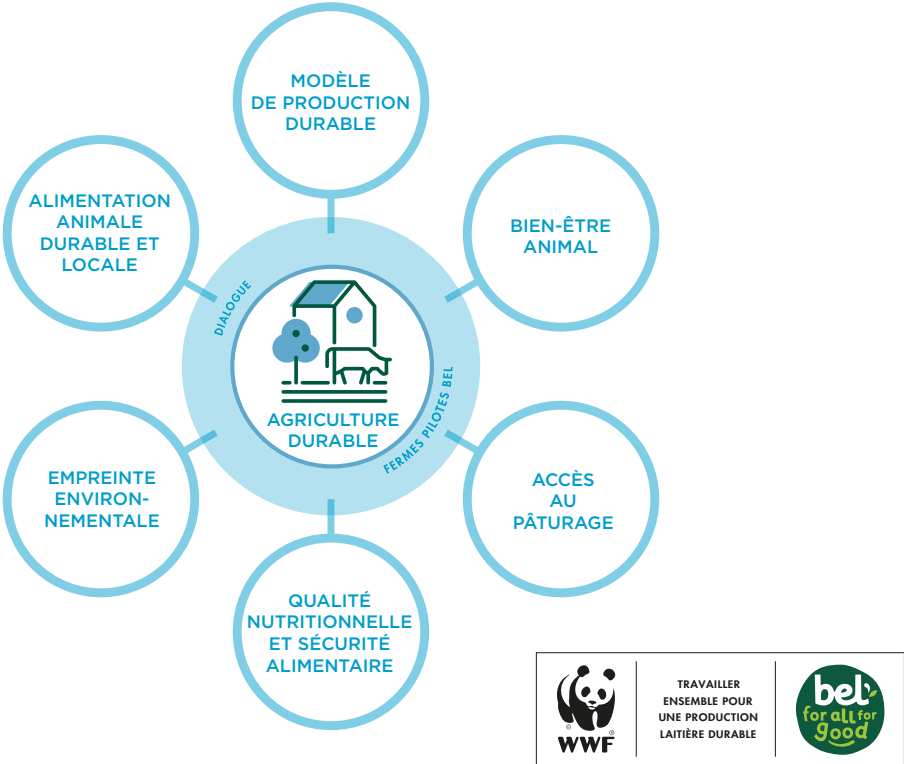 MODÈLE
DE PRODUCTION
DURABLE
ALIMENTATION
ANIMALE
DURABLE ET
LOCALE
BIEN-ÊTRE
ANIMAL
DIALOGUE
AGRICULTURE
DURABLE
FERMES PILOTES BEL
EMPREINTE
ENVIRON-
NEMENTALE
ACCÈS
AU
PÂTURAGE
QUALITÉ
NUTRITIONNELLE
ET SÉCURITÉ
ALIMENTAIRE
©
®
WWF
TRAVAILLER
ENSEMBLE POUR
UNE PRODUCTION
LAITIÈRE DURABLE
bel
for all for
good